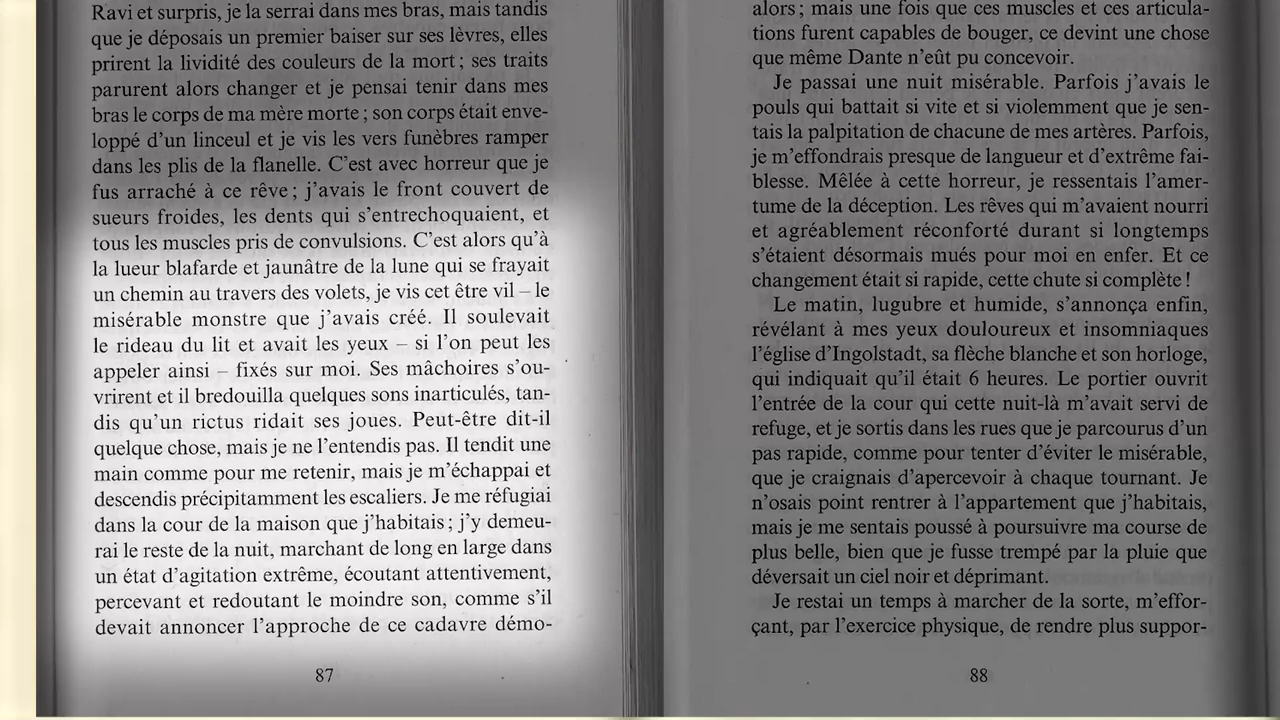 Ravi et surpris, je la serrai dans mes bras, mais tandis
que je déposais un premier baiser sur ses lèvres, elles
prirent la lividité des couleurs de la mort ; ses traits
parurent alors changer et je pensai tenir dans mes
bras le corps de ma mère morte ; son corps était enve-
loppé d'un linceul et je vis les vers funèbres ramper
dans les plis de la flanelle. C'est avec horreur que je
fus arraché à ce rêve ; j'avais le front couvert de
sueurs froides, les dents qui s'entrechoquaient, et
tous les muscles pris de convulsions. C'est alors qu'à
la lueur blafarde et jaunâtre de la lune qui se frayait
un chemin au travers des volets, je vis cet être vil – le
misérable monstre que j'avais créé. Il soulevait
le rideau du lit et avait les yeux – si l'on peut les
appeler ainsi – fixés sur moi. Ses mâchoires s'ou-
vrirent et il bredouilla quelques sons inarticulés, tan-
dis qu'un rictus ridait ses joues. Peut-être dit-il
quelque chose, mais je ne l'entendis pas. Il tendit une
main comme pour me retenir, mais je m'échappai et
descendis précipitamment les escaliers. Je me réfugiai
dans la cour de la maison que j'habitais ; j'y demeu-
rai le reste de la nuit, marchant de long en large dans
un état d'agitation extrême, écoutant attentivement,
percevant et redoutant le moindre son, comme s'il
devait annoncer l'approche de ce cadavre démo-
87
alors ; mais une fois que ces muscles et ces articula-
tions furent capables de bouger, ce devint une chose
que même Dante n'eût pu concevoir.
Je passai une nuit misérable. Parfois j'avais le
pouls qui battait si vite et si violemment que je sen-
tais la palpitation de chacune de mes artères. Parfois,
je m'effondrais presque de langueur et d'extrême fai-
blesse. Mêlée à cette horreur, je ressentais l'amer-
tume de la déception. Les rêves qui m'avaient nourri
et agréablement réconforté durant si longtemps
s'étaient désormais mués pour moi en enfer. Et ce
changement était si rapide, cette chute si complète !
Le matin, lugubre et humide, s'annonça enfin,
révélant à mes yeux douloureux et insomniaques
l'église d'Ingolstadt, sa flèche blanche et son horloge,
qui indiquait qu'il était 6 heures. Le portier ouvrit
l'entrée de la cour qui cette nuit-là m'avait servi de
refuge, et je sortis dans les rues que je parcourus d'un
pas rapide, comme pour tenter d'éviter le misérable,
que je craignais d'apercevoir à chaque tournant. Je
n'osais point rentrer à l'appartement que j'habitais,
mais je me sentais poussé à poursuivre ma course de
plus belle, bien que je fusse trempé par la pluie que
déversait un ciel noir et déprimant.
Je restai un temps à marcher de la sorte, m'effor-
çant, par l'exercice physique, de rendre plus suppor-
88